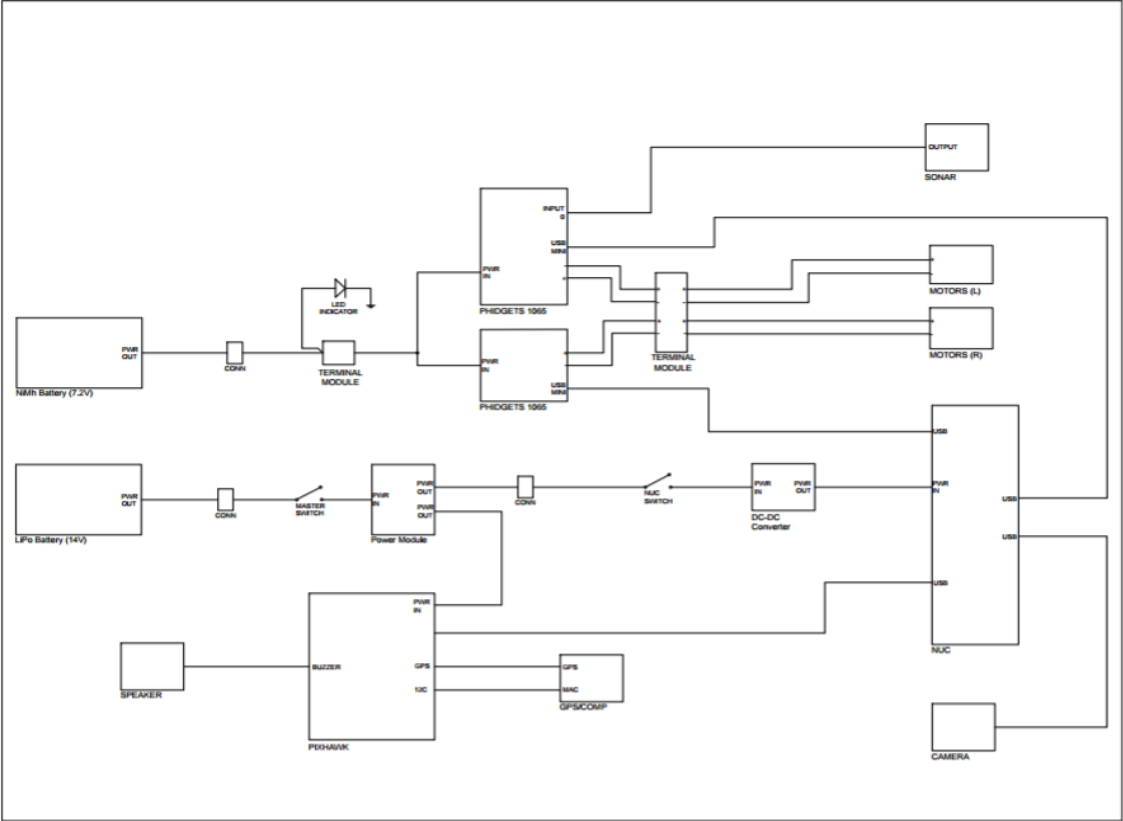 OUTPUT
SONAR
INPUT
0
USB
MINI
-
+
PWR
IN
PHIDGETS 1065
LED
INDICATOR
PWR
OUT
NiMh Battery (7.2V)
CONN
TERMINAL
MODULE
PWR
IN
+
-
USB
MINI
PHIDGETS 1065
TERMINAL
MODULE
+
-
MOTORS (L)
+
-
MOTORS (R)
PWR
OUT
LiPo Battery (14V)
CONN
MASTER
SWITCH
PWR
IN
PWR
OUT
PWR
OUT
Power Module
CONN
NUC
SWITCH
PWR
IN
PWR
OUT
DC-DC
Converter
USB
PWR
IN
USB
USB
USB
NUC
SPEAKER
BUZZER
PWR
IN
GPS
I2C
PIXHAWK
GPS
MAC
GPS/COMP
CAMERA